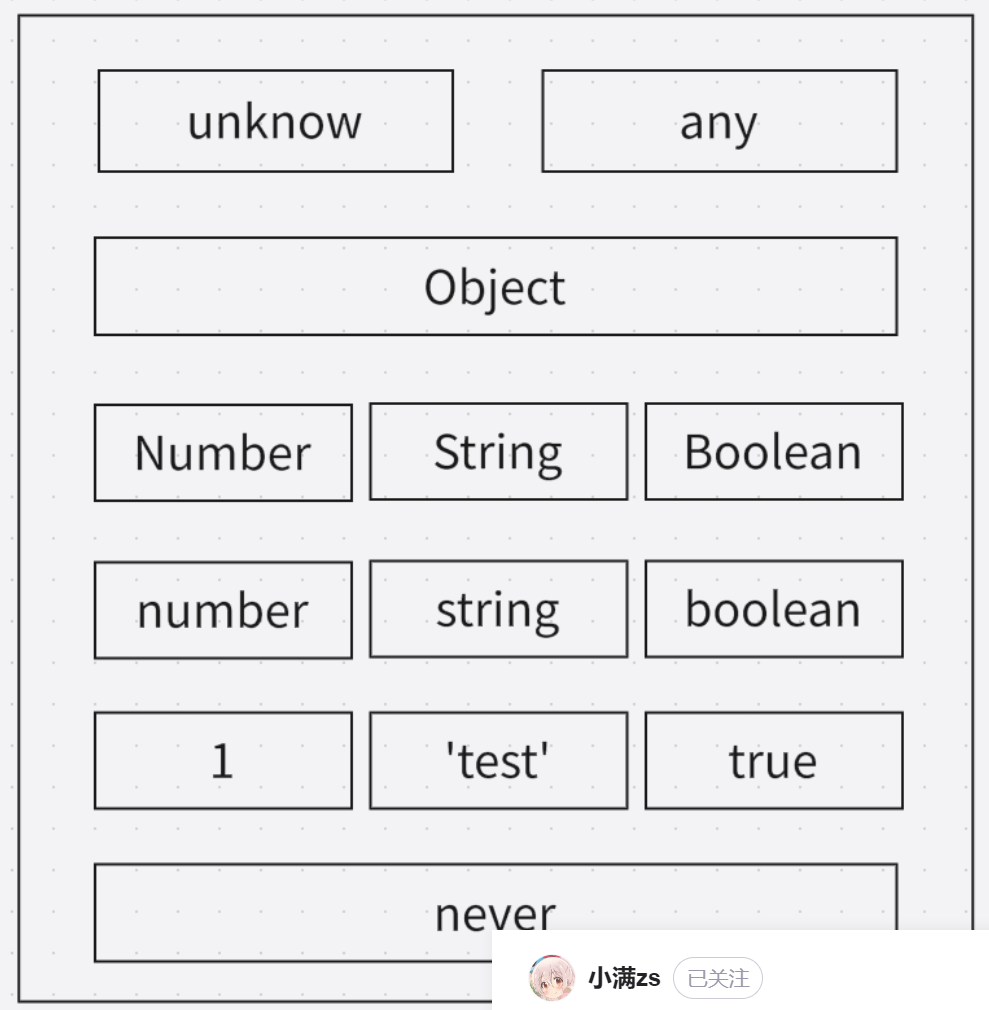 unknow any
Object
Number String Boolean
number string boolean
1 'test' true
never
小满zs 已关注